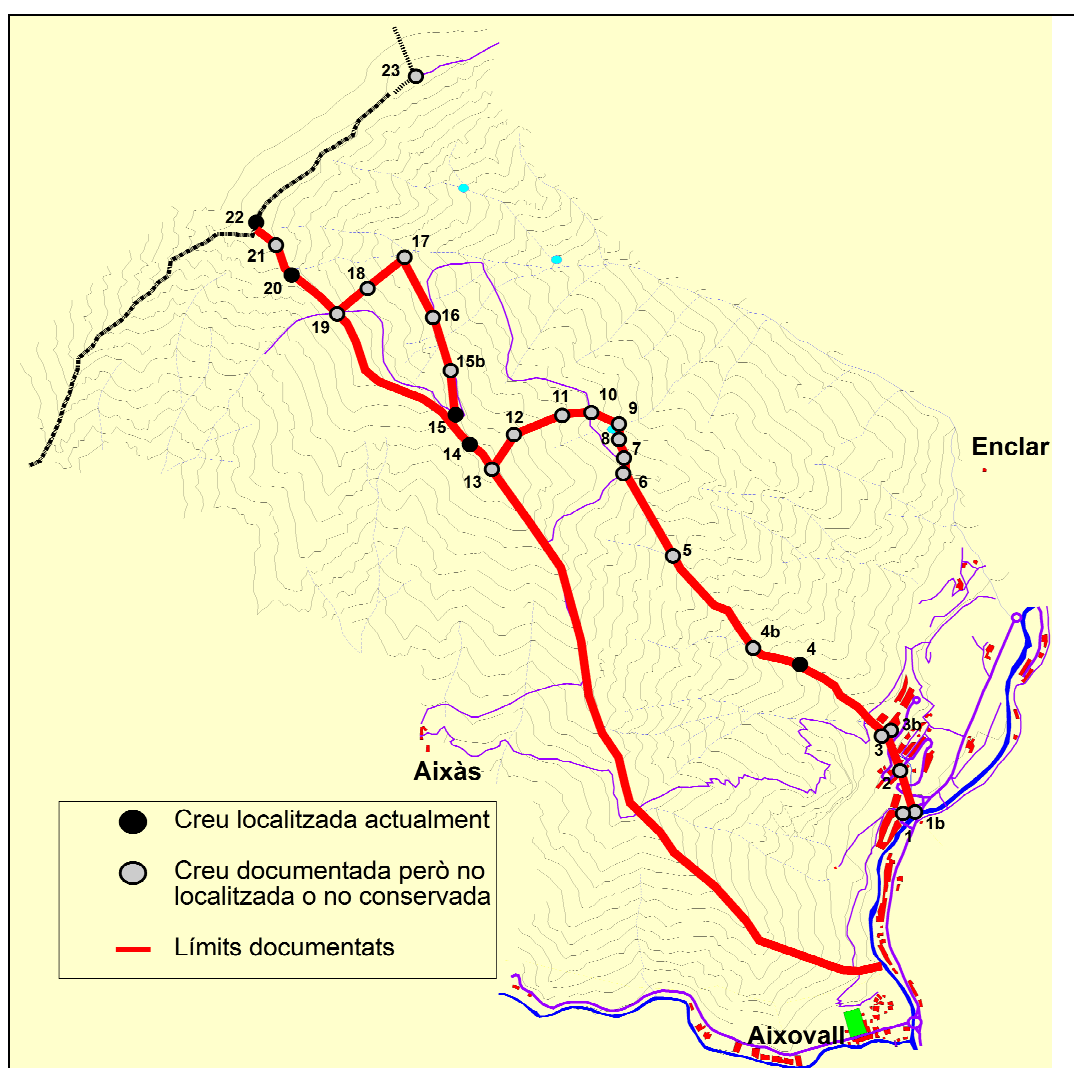 23
22
21
20
19
18
17
16
15b
15
14
13
12
11
10
9
8
7
6
5
Enclar
4b
4
3b
3
2
1
1b
Aixàs
Creu localitzada actualment
Creu documentada però no
localitzada o no conservada
Límits documentats
Aixovall